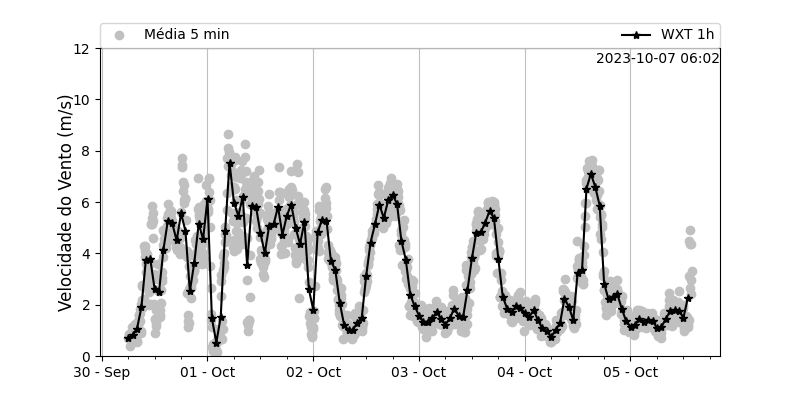 Média 5 min
WXT 1h
2023-10-07 06:02
Velocidade do Vento (m/s)
12
10
8
6
4
2
0
30 - Sep
01 - Oct
02 - Oct
03 - Oct
04 - Oct
05 - Oct